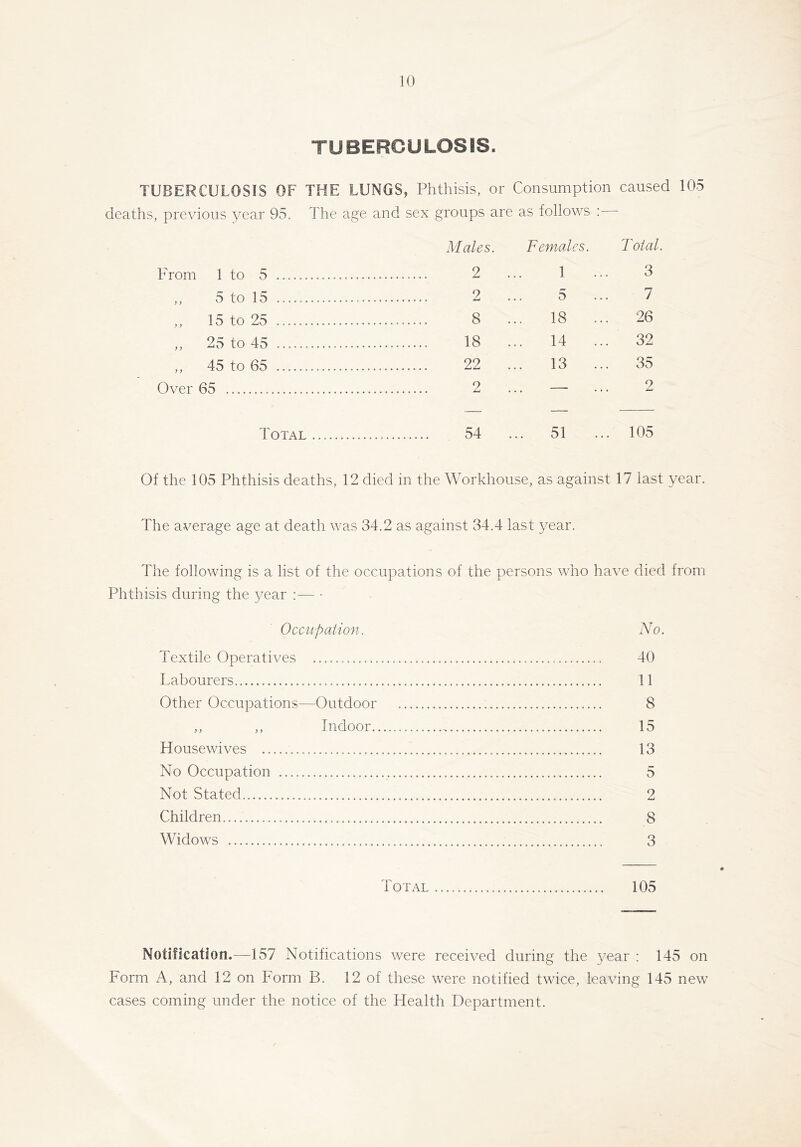 10
TUBERCULOSIS.
TUBERCULOSIS OF THE LUNGS, Phthisis, or Consumption caused 105
deaths, previous year 95. The age and sex groups are as follows :—
Males. Females. Total.
From 1 to 5 ................................ 2 ... 1 ... 3
,, 5 to 15 ................................ 2 ... 5 ... 7
,, 15 to 25 ................................ 8 ... 18 ... 26
,, 25 to 45 ................................ 18 ... 14 ... 32
,, 45 to 65 ................................ 22 ... 13 ... 35
Over 65 ................................ 2 ... — ... 2
TOTAL ........................ 54 ... 51 ... 105
Of the 105 Phthisis deaths, 12 died in the Workhouse, as against 17 last year.
The average age at death was 34.2 as against 34.4 last year.
The following is a list of the occupations of the persons who have died from
Phthisis during the year :—
Occupation. No.
Textile Operatives ................................ 40
Labourers................................ 11
Other Occupations—Outdoor ................................ 8
,, ,, Indoor................................ 15
Housewives ................................ 13
No Occupation ................................ 5
Not Stated................................ 2
Children................................ 8
Widows ................................ 3
TOTAL ................................ 105
Notification.—157 Notifications were received during the year : 145 on
Form A, and 12 on Form B. 12 of these were notified twice, leaving 145 new
cases coming under the notice of the Health Department.